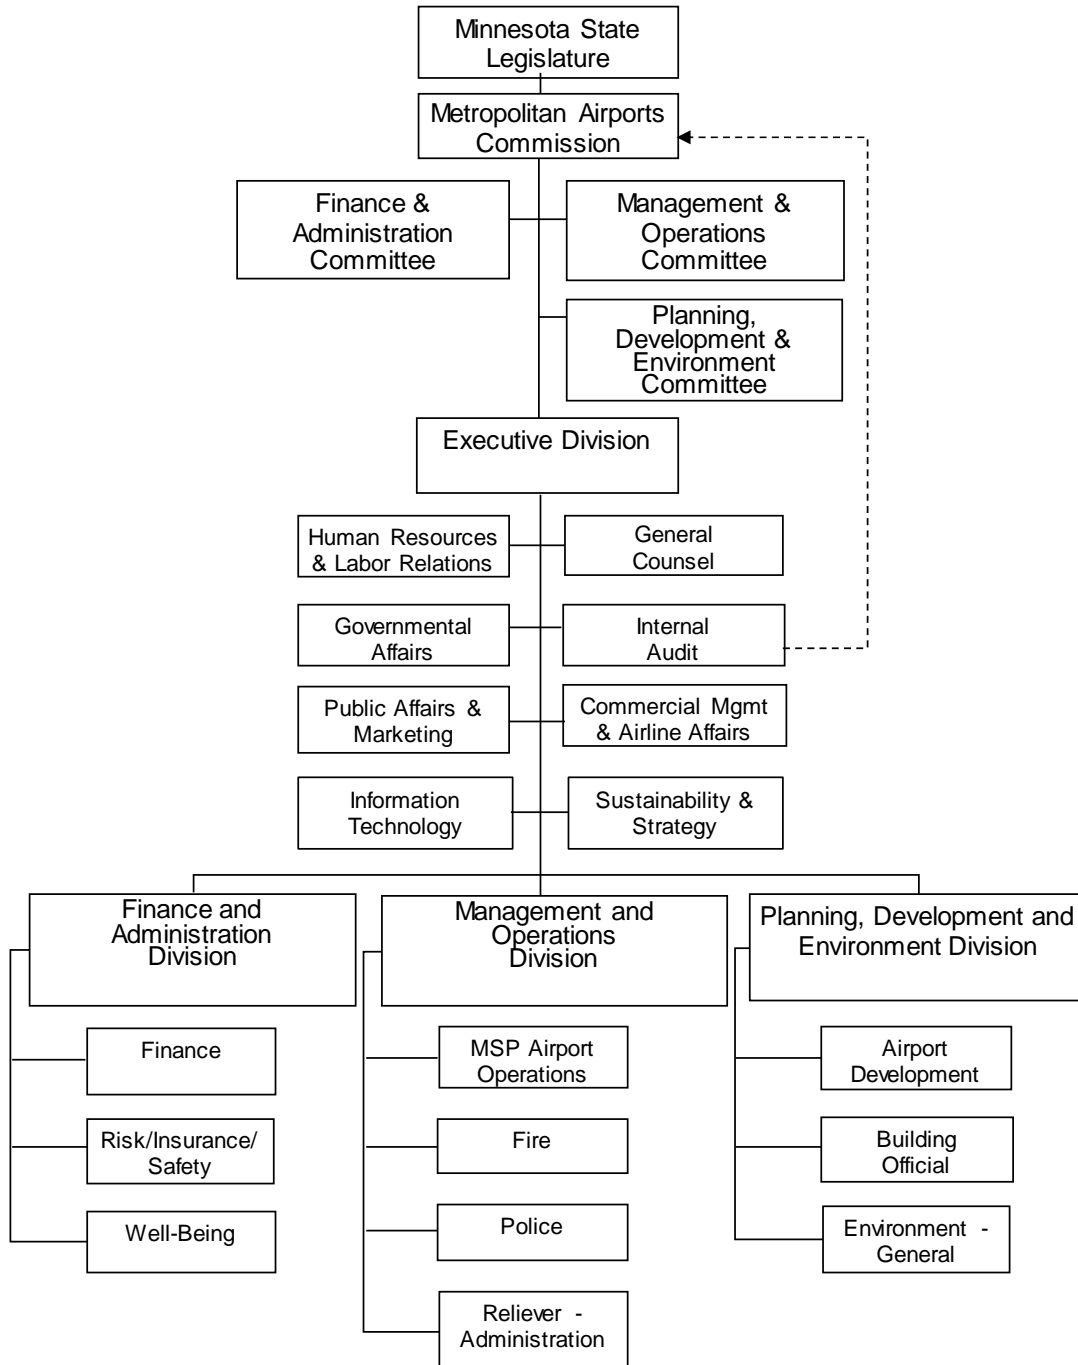 Minnesota State
Legislature
Metropolitan Airports
Commission
Finance &
Administration
Committee
Management &
Operations
Committee
Planning,
Development &
Environment
Committee
Executive Division
Human Resources
& Labor Relations
General
Counsel
Governmental
Affairs
Internal
Audit
Public Affairs &
Marketing
Commercial Mgmt
& Airline Affairs
Information
Technology
Sustainability &
Strategy
Finance and
Administration
Division
Management and
Operations
Division
Planning, Development and
Environment Division
Finance
Risk/Insurance/
Safety
Well-Being
MSP Airport
Operations
Fire
Police
Reliever -
Administration
Airport
Development
Building
Official
Environment -
General